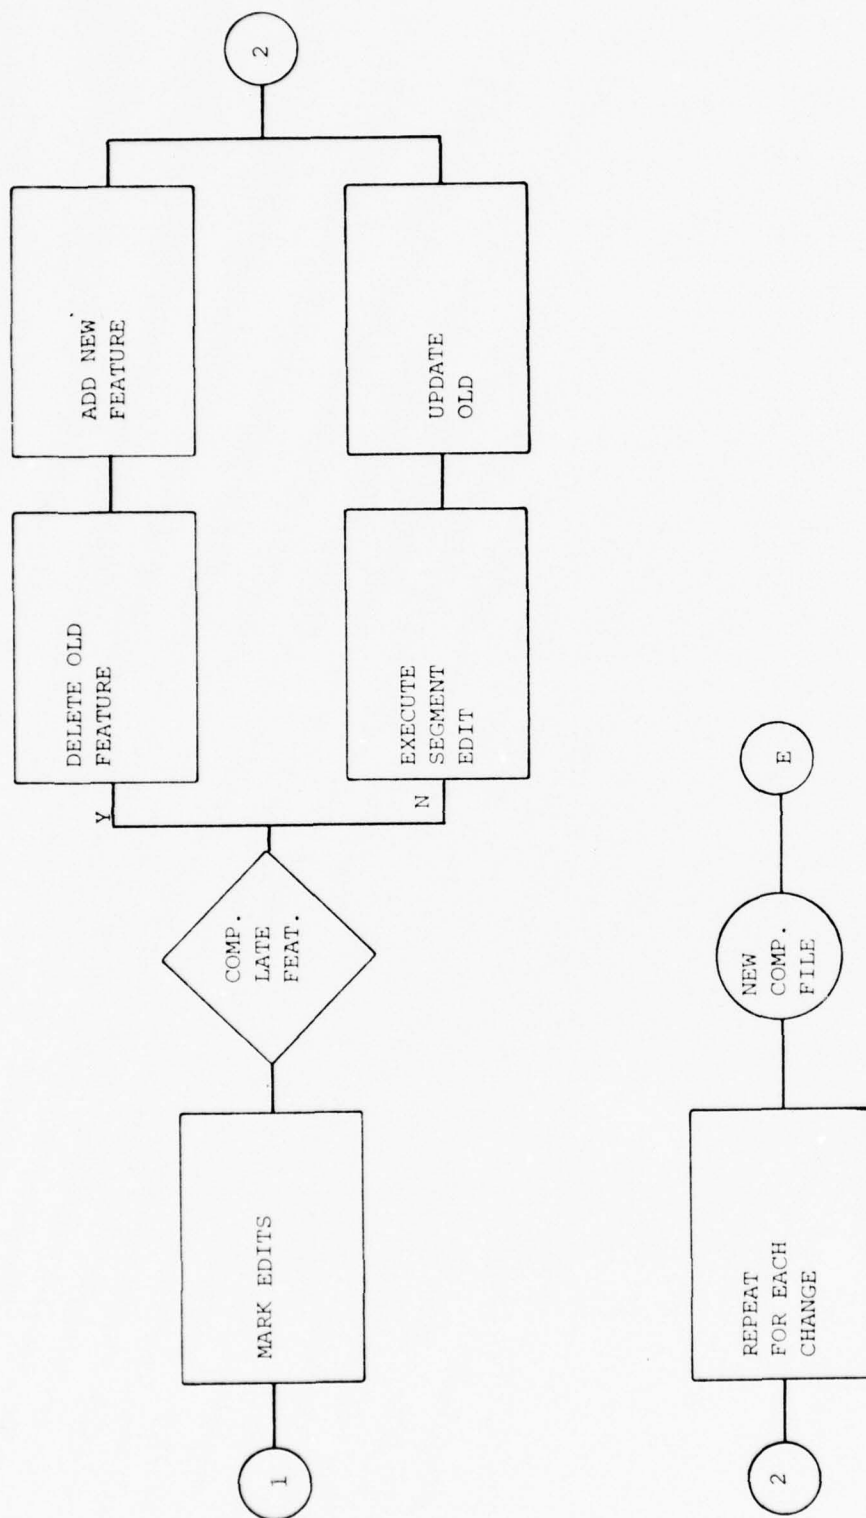 1
MARK EDITS
COMP.
LATE
FEAT.
Y
DELETE OLD
FEATURE
ADD NEW
FEATURE
N
EXECUTE
SEGMENT
EDIT
UPDATE
OLD
2
2
REPEAT
FOR EACH
CHANGE
NEW
COMP.
FILE
E